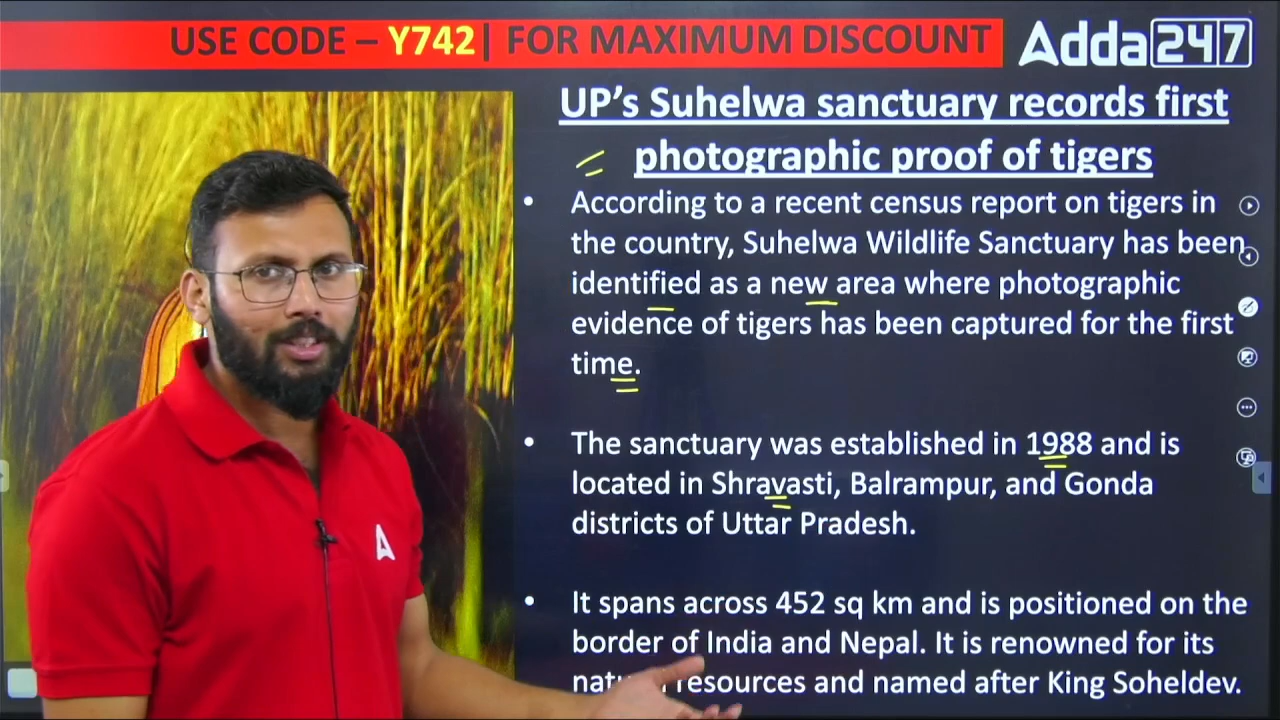 USE CODE – Y742| FOR MAXIMUM DISCOUNT
Adda247
UP's Suhelwa sanctuary records first
photographic proof of tigers
• According to a recent census report on tigers in
the country, Suhelwa Wildlife Sanctuary has been
identified as a new area where photographic
evidence of tigers has been captured for the first
time.
• The sanctuary was established in 1988 and is
located in Shravasti, Balrampur, and Gonda
districts of Uttar Pradesh.
• It spans across 452 sq km and is positioned on the
border of India and Nepal. It is renowned for its
resources and named after King Soheldev.